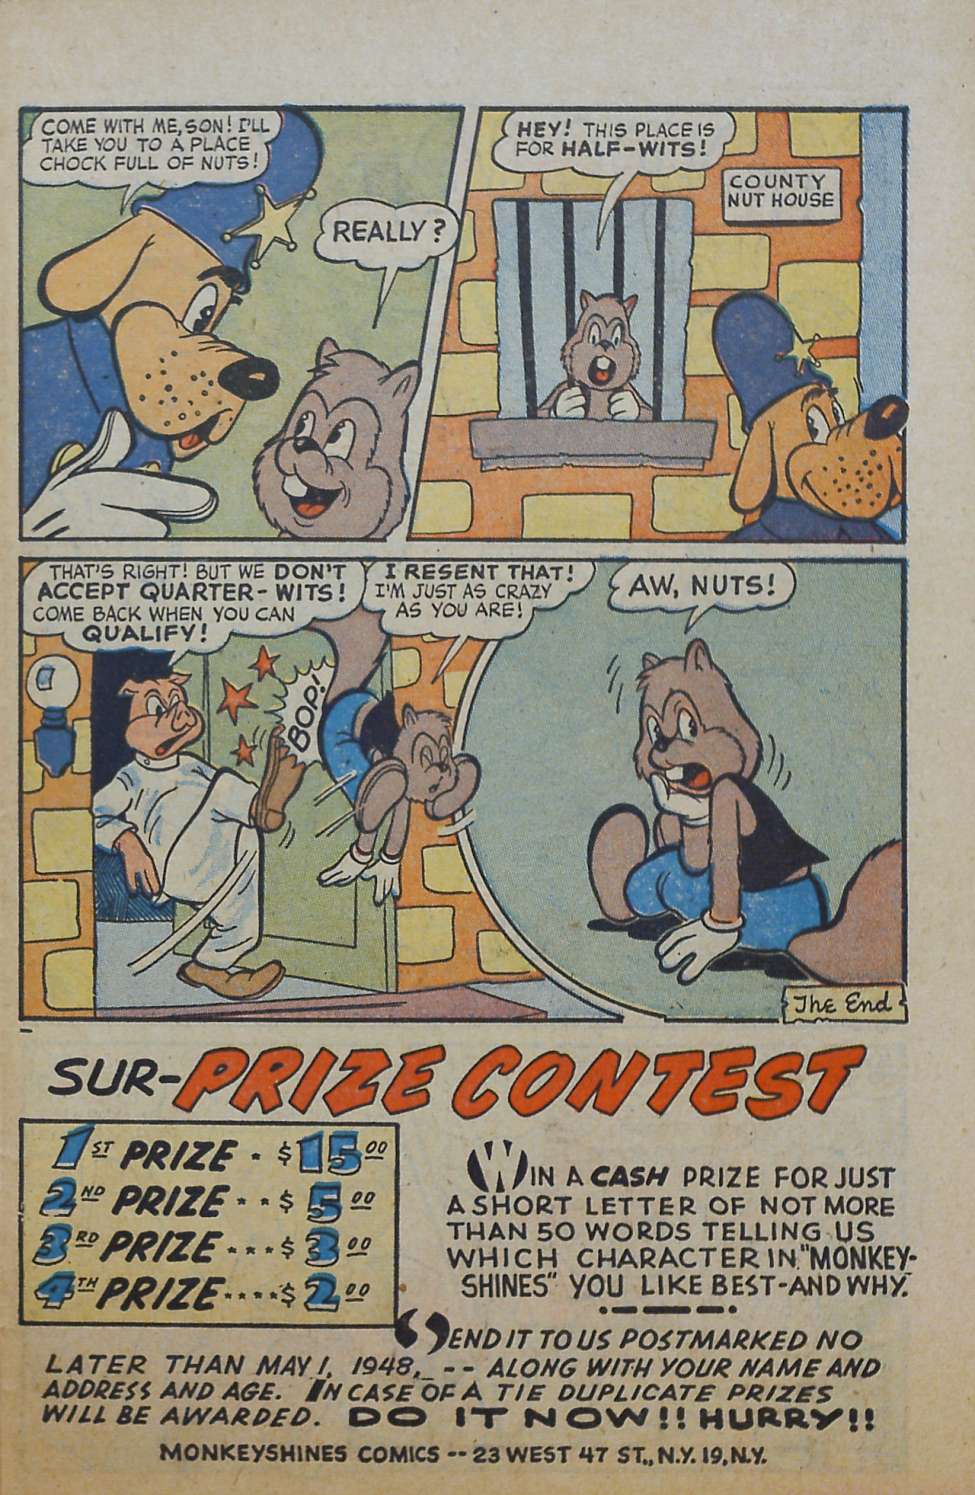 COME WITH ME, SON! I'LL
TAKE YOU TO A PLACE
CHOCK FULL OF NUTS!
REALLY?
HEY! THIS PLACE IS
FOR HALF-WITS!
COUNTY
NUT HOUSE
THAT'S RIGHT! BUT WE DON'T
ACCEPT QUARTER-WITS!
COME BACK WHEN YOU CAN
QUALIFY!
BOP!
I RESENT THAT!
I'M JUST AS CRAZY
AS YOU ARE!
AW, NUTS!
The End
SUR-PRIZE CONTEST
1ST PRIZE - $15.00
2ND PRIZE - - - $ 5.00
3RD PRIZE - - - - $ 3.00
4TH PRIZE - - - - $ 2.00
WIN A CASH PRIZE FOR JUST
A SHORT LETTER OF NOT MORE
THAN 50 WORDS TELLING US
WHICH CHARACTER IN "MONKEY-
SHINES" YOU LIKE BEST-AND WHY.
SEND IT TO US POSTMARKED NO
LATER THAN MAY 1, 1948, -- ALONG WITH YOUR NAME AND
ADDRESS AND AGE. IN CASE OF A TIE DUPLICATE PRIZES
WILL BE AWARDED. DO IT NOW!! HURRY!!
MONKEYSHINES COMICS -- 23 WEST 47 ST., N.Y. 19, N.Y.